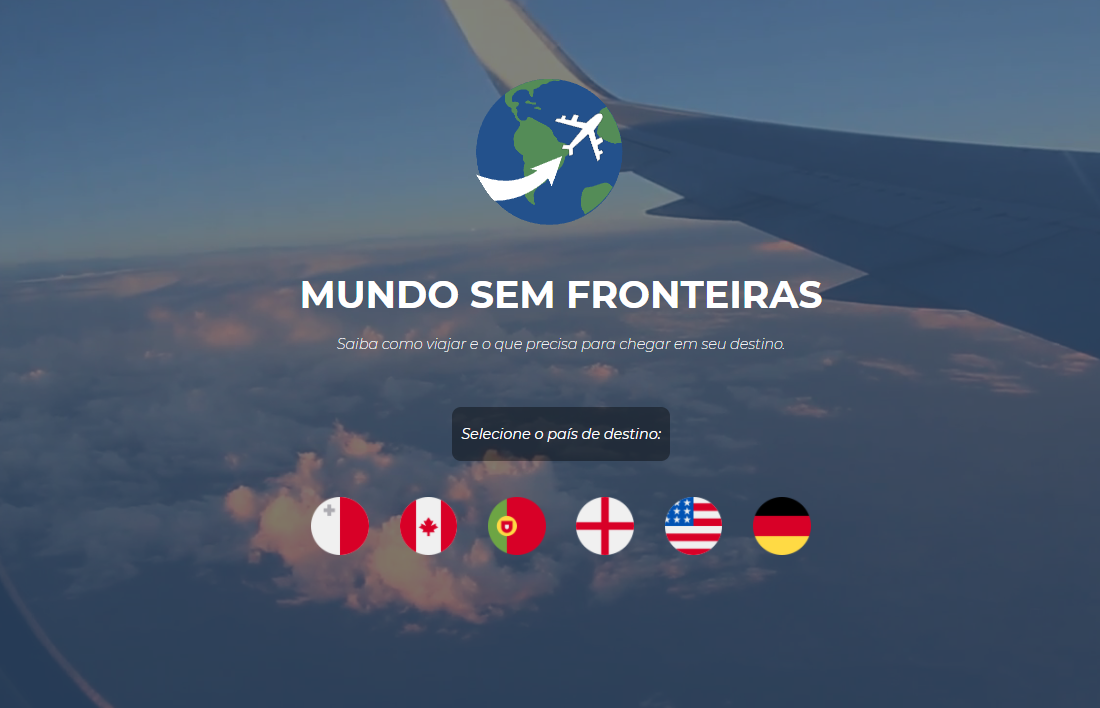 MUNDO SEM FRONTEIRAS
Saiba como viajar e o que precisa para chegar em seu destino.
Selecione o país de destino: